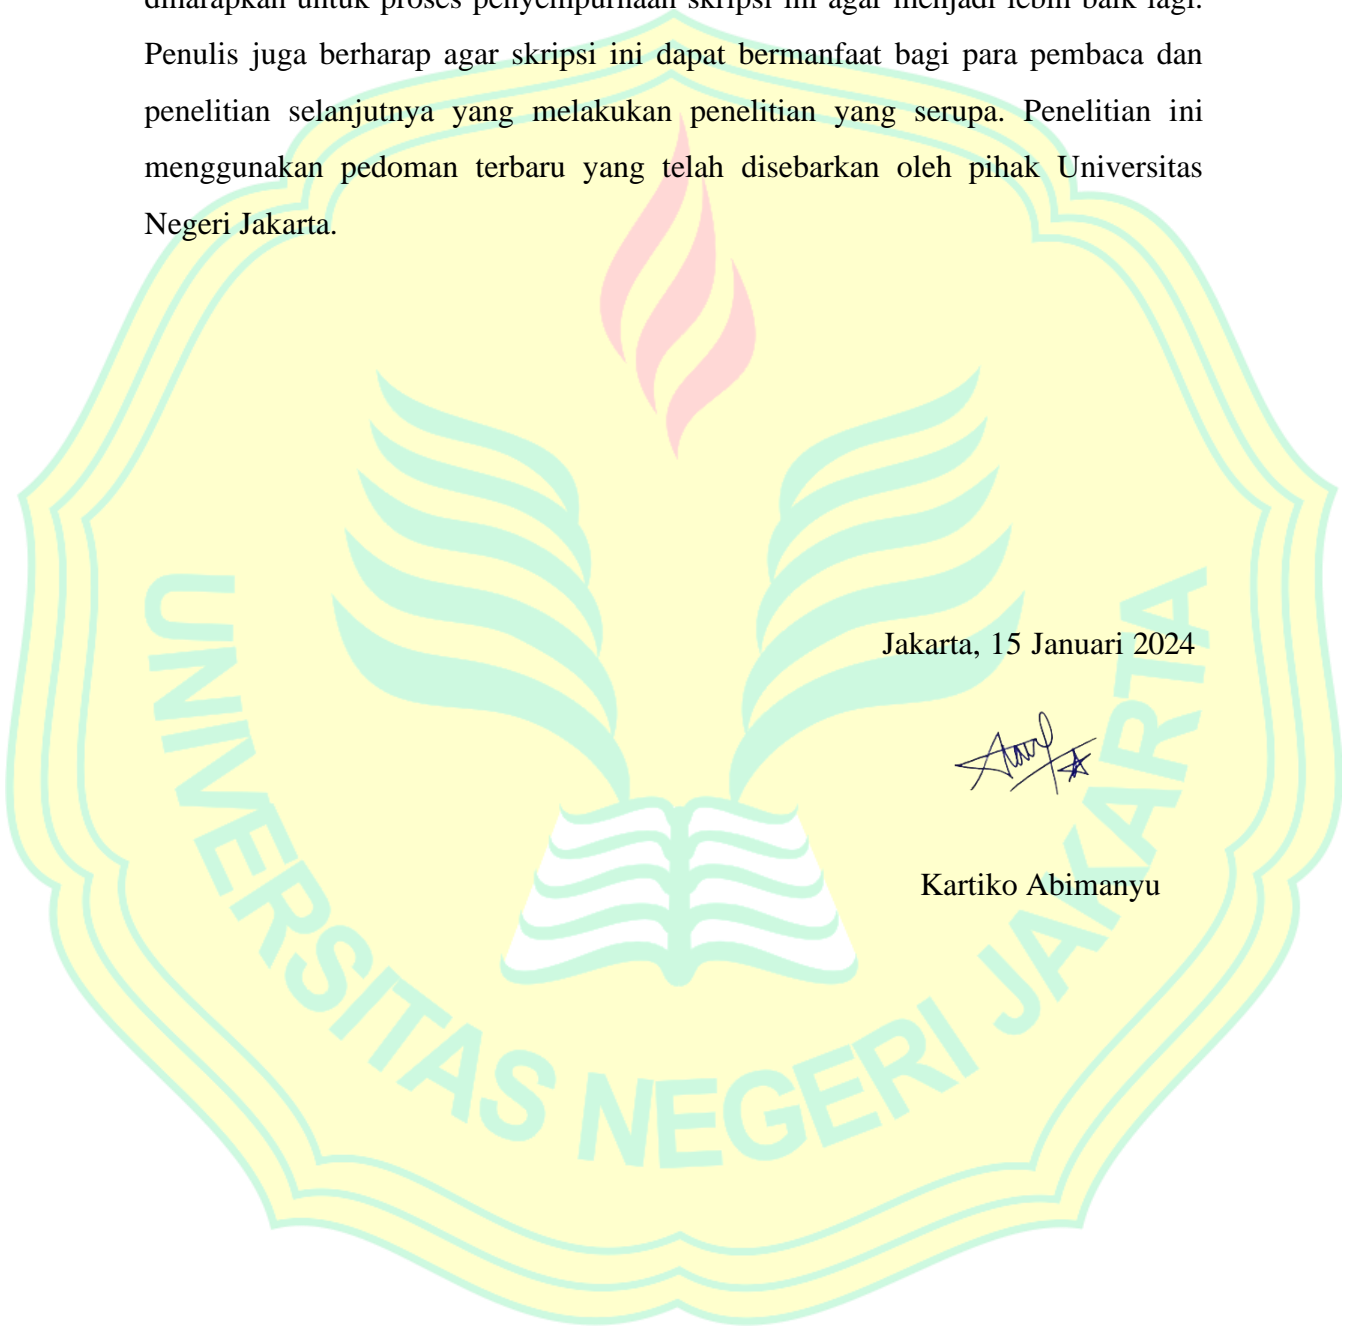 diharapkan untuk proses penyempurnaan skripsi ini agar menjadi lebih baik lagi.
Penulis juga berharap agar skripsi ini dapat bermanfaat bagi para pembaca dan
penelitian selanjutnya yang melakukan penelitian yang serupa. Penelitian ini
menggunakan pedoman terbaru yang telah disebarkan oleh pihak Universitas
Negeri Jakarta.
Jakarta, 15 Januari 2024
Kartiko Abimanyu
UNIVERSITAS NEGERI JAKARTA